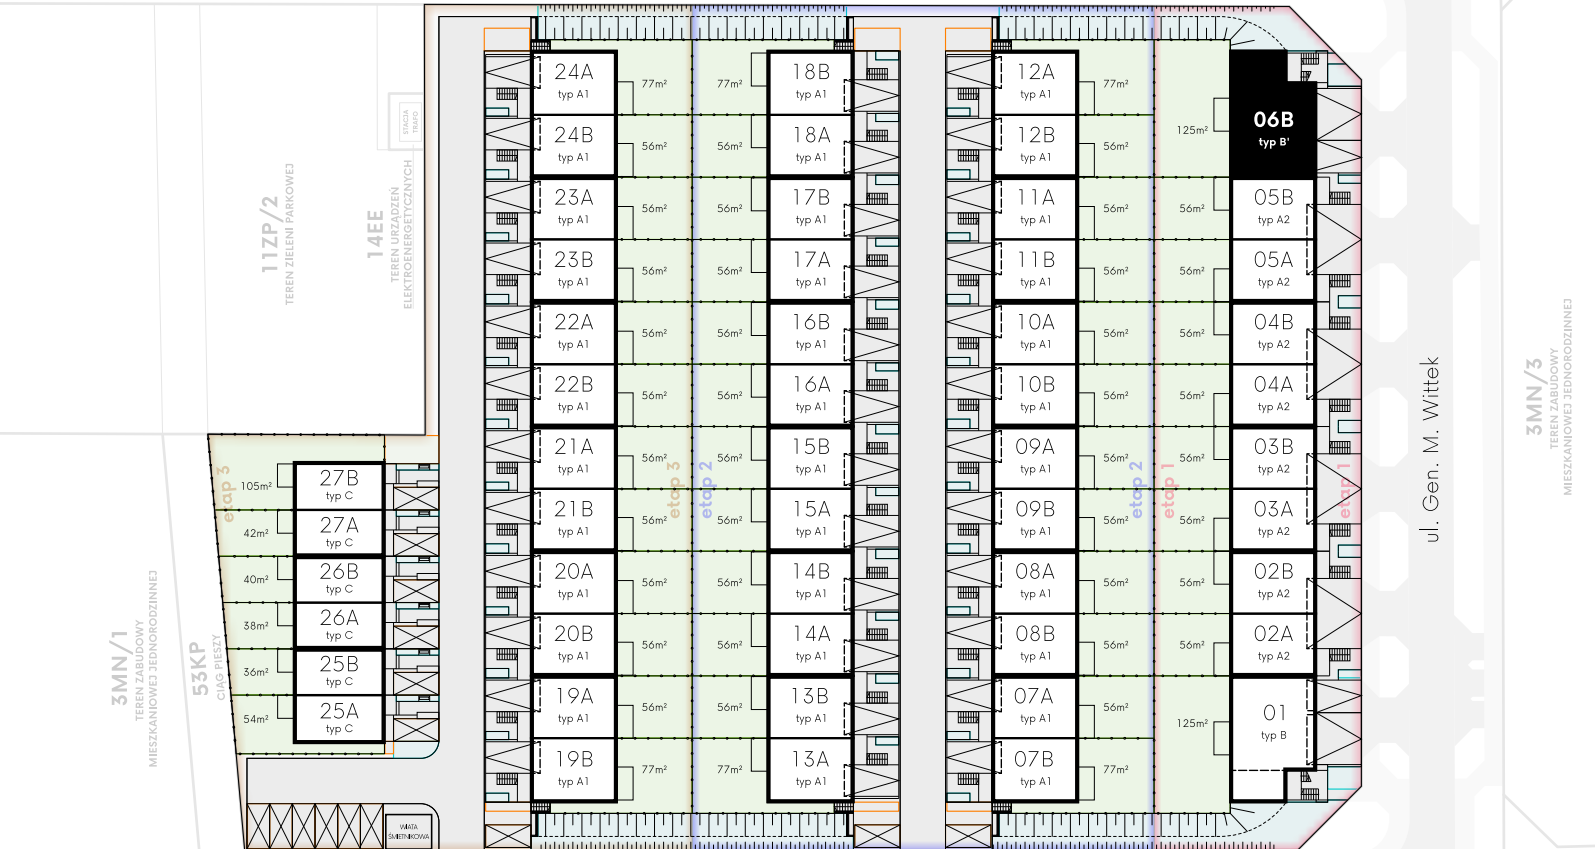 24A
typ A1
77m²
24B
typ A1
56m²
23A
typ A1
56m²
23B
typ A1
56m²
22A
typ A1
56m²
22B
typ A1
56m²
21A
typ A1
56m²
21B
typ A1
56m²
20A
typ A1
56m²
20B
typ A1
56m²
19A
typ A1
56m²
19B
typ A1
77m²
77m²
18B
typ A1
56m²
18A
typ A1
56m²
17B
typ A1
56m²
17A
typ A1
56m²
16B
typ A1
56m²
16A
typ A1
56m²
15B
typ A1
56m²
15A
typ A1
56m²
14B
typ A1
56m²
14A
typ A1
56m²
13B
typ A1
77m²
13A
typ A1
12A
typ A1
77m²
12B
typ A1
56m²
11A
typ A1
56m²
11B
typ A1
56m²
10A
typ A1
56m²
10B
typ A1
56m²
09A
typ A1
56m²
09B
typ A1
56m²
08A
typ A1
56m²
08B
typ A1
56m²
07A
typ A1
56m²
07B
typ A1
77m²
125m²
06B
typ B'
56m²
05B
typ A2
56m²
05A
typ A2
56m²
04B
typ A2
56m²
04A
typ A2
56m²
03B
typ A2
56m²
03A
typ A2
56m²
02B
typ A2
56m²
02A
typ A2
125m²
01
typ B
105m²
27B
typ C
42m²
27A
typ C
40m²
26B
typ C
38m²
26A
typ C
36m²
25B
typ C
54m²
25A
typ C
etap 3
etap 3
etap 2
etap 2
etap 1
etap 1
ul. Gen. M. Wittek
11ZP/2
TEREN ZIELENI PARKOWEJ
14EE
TEREN URZĄDZEŃ
ELEKTROENERGETYCZNYCH
STACJA
TRAFO
3MN/1
TEREN ZABUDOWY
MIESZKANIOWEJ JEDNORODZINNEJ
53KP
CIĄG PIESZY
3MN/3
TEREN ZABUDOWY
MIESZKANIOWEJ JEDNORODZINNEJ
WIATA
ŚMIETNIKOWA